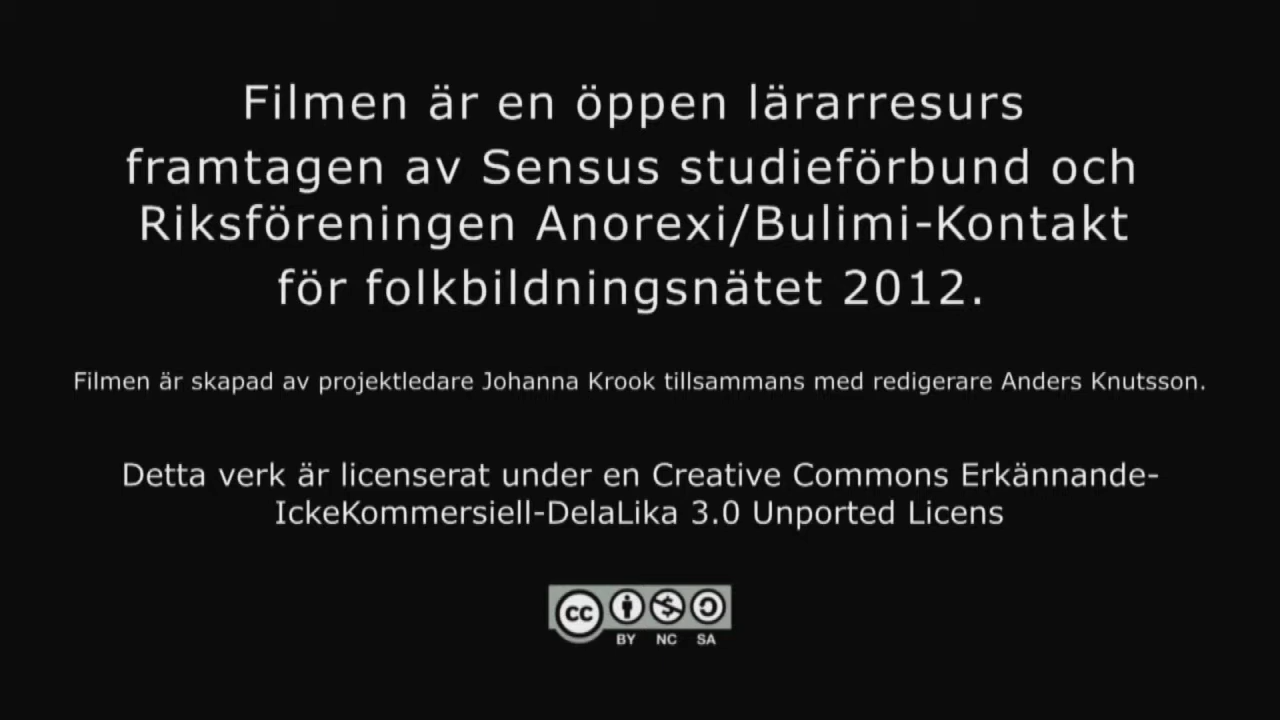 Filmen är en öppen lärarresurs
framtagen av Sensus studieförbund och
Riksföreningen Anorexi/Bulimi-Kontakt
för folkbildningsnätet 2012.
Filmen är skapad av projektledare Johanna Krook tillsammans med redigerare Anders Knutsson.
Detta verk är licenserat under en Creative Commons Erkännande-
IckeKommersiell-DelaLika 3.0 Unported Licens
cc
BY NC SA